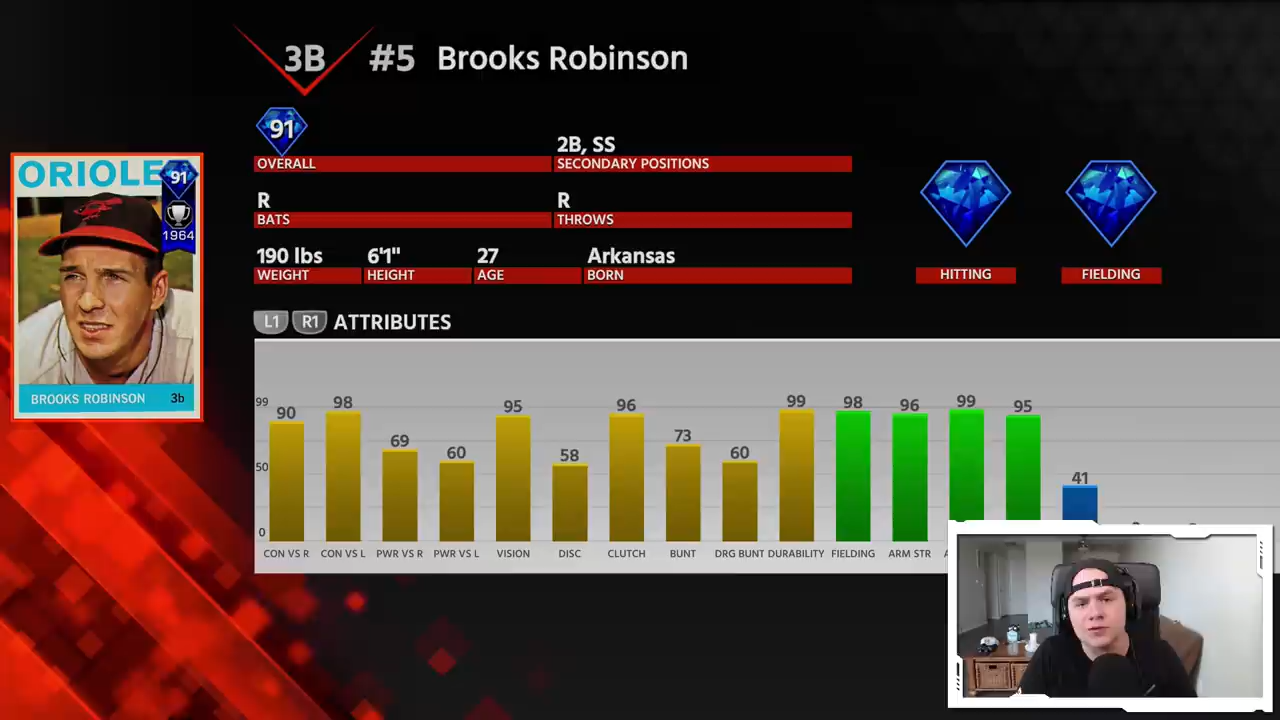 3B #5 Brooks Robinson
91
OVERALL
2B, SS
SECONDARY POSITIONS
R
BATS
R
THROWS
190 lbs
WEIGHT
6'1"
HEIGHT
27
AGE
Arkansas
BORN
HITTING
FIELDING
ORIOLE
91
1964
BROOKS ROBINSON 3b
L1 R1 ATTRIBUTES
99
50
0
90 98 69 60 95 58 96 73 60 99 98 96 99 95 41
CON VS R CON VS L PWR VS R PWR VS L VISION DISC CLUTCH BUNT DRG BUNT DURABILITY FIELDING ARM STR